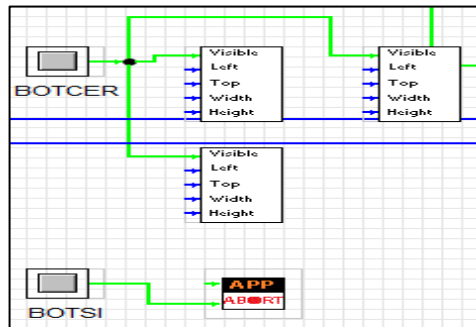 BOTCER
Visible
Left
Top
Width
Height
Visible
Left
Top
Width
Height
Visible
Left
Top
Width
Height
BOTSI
APP
ABORT